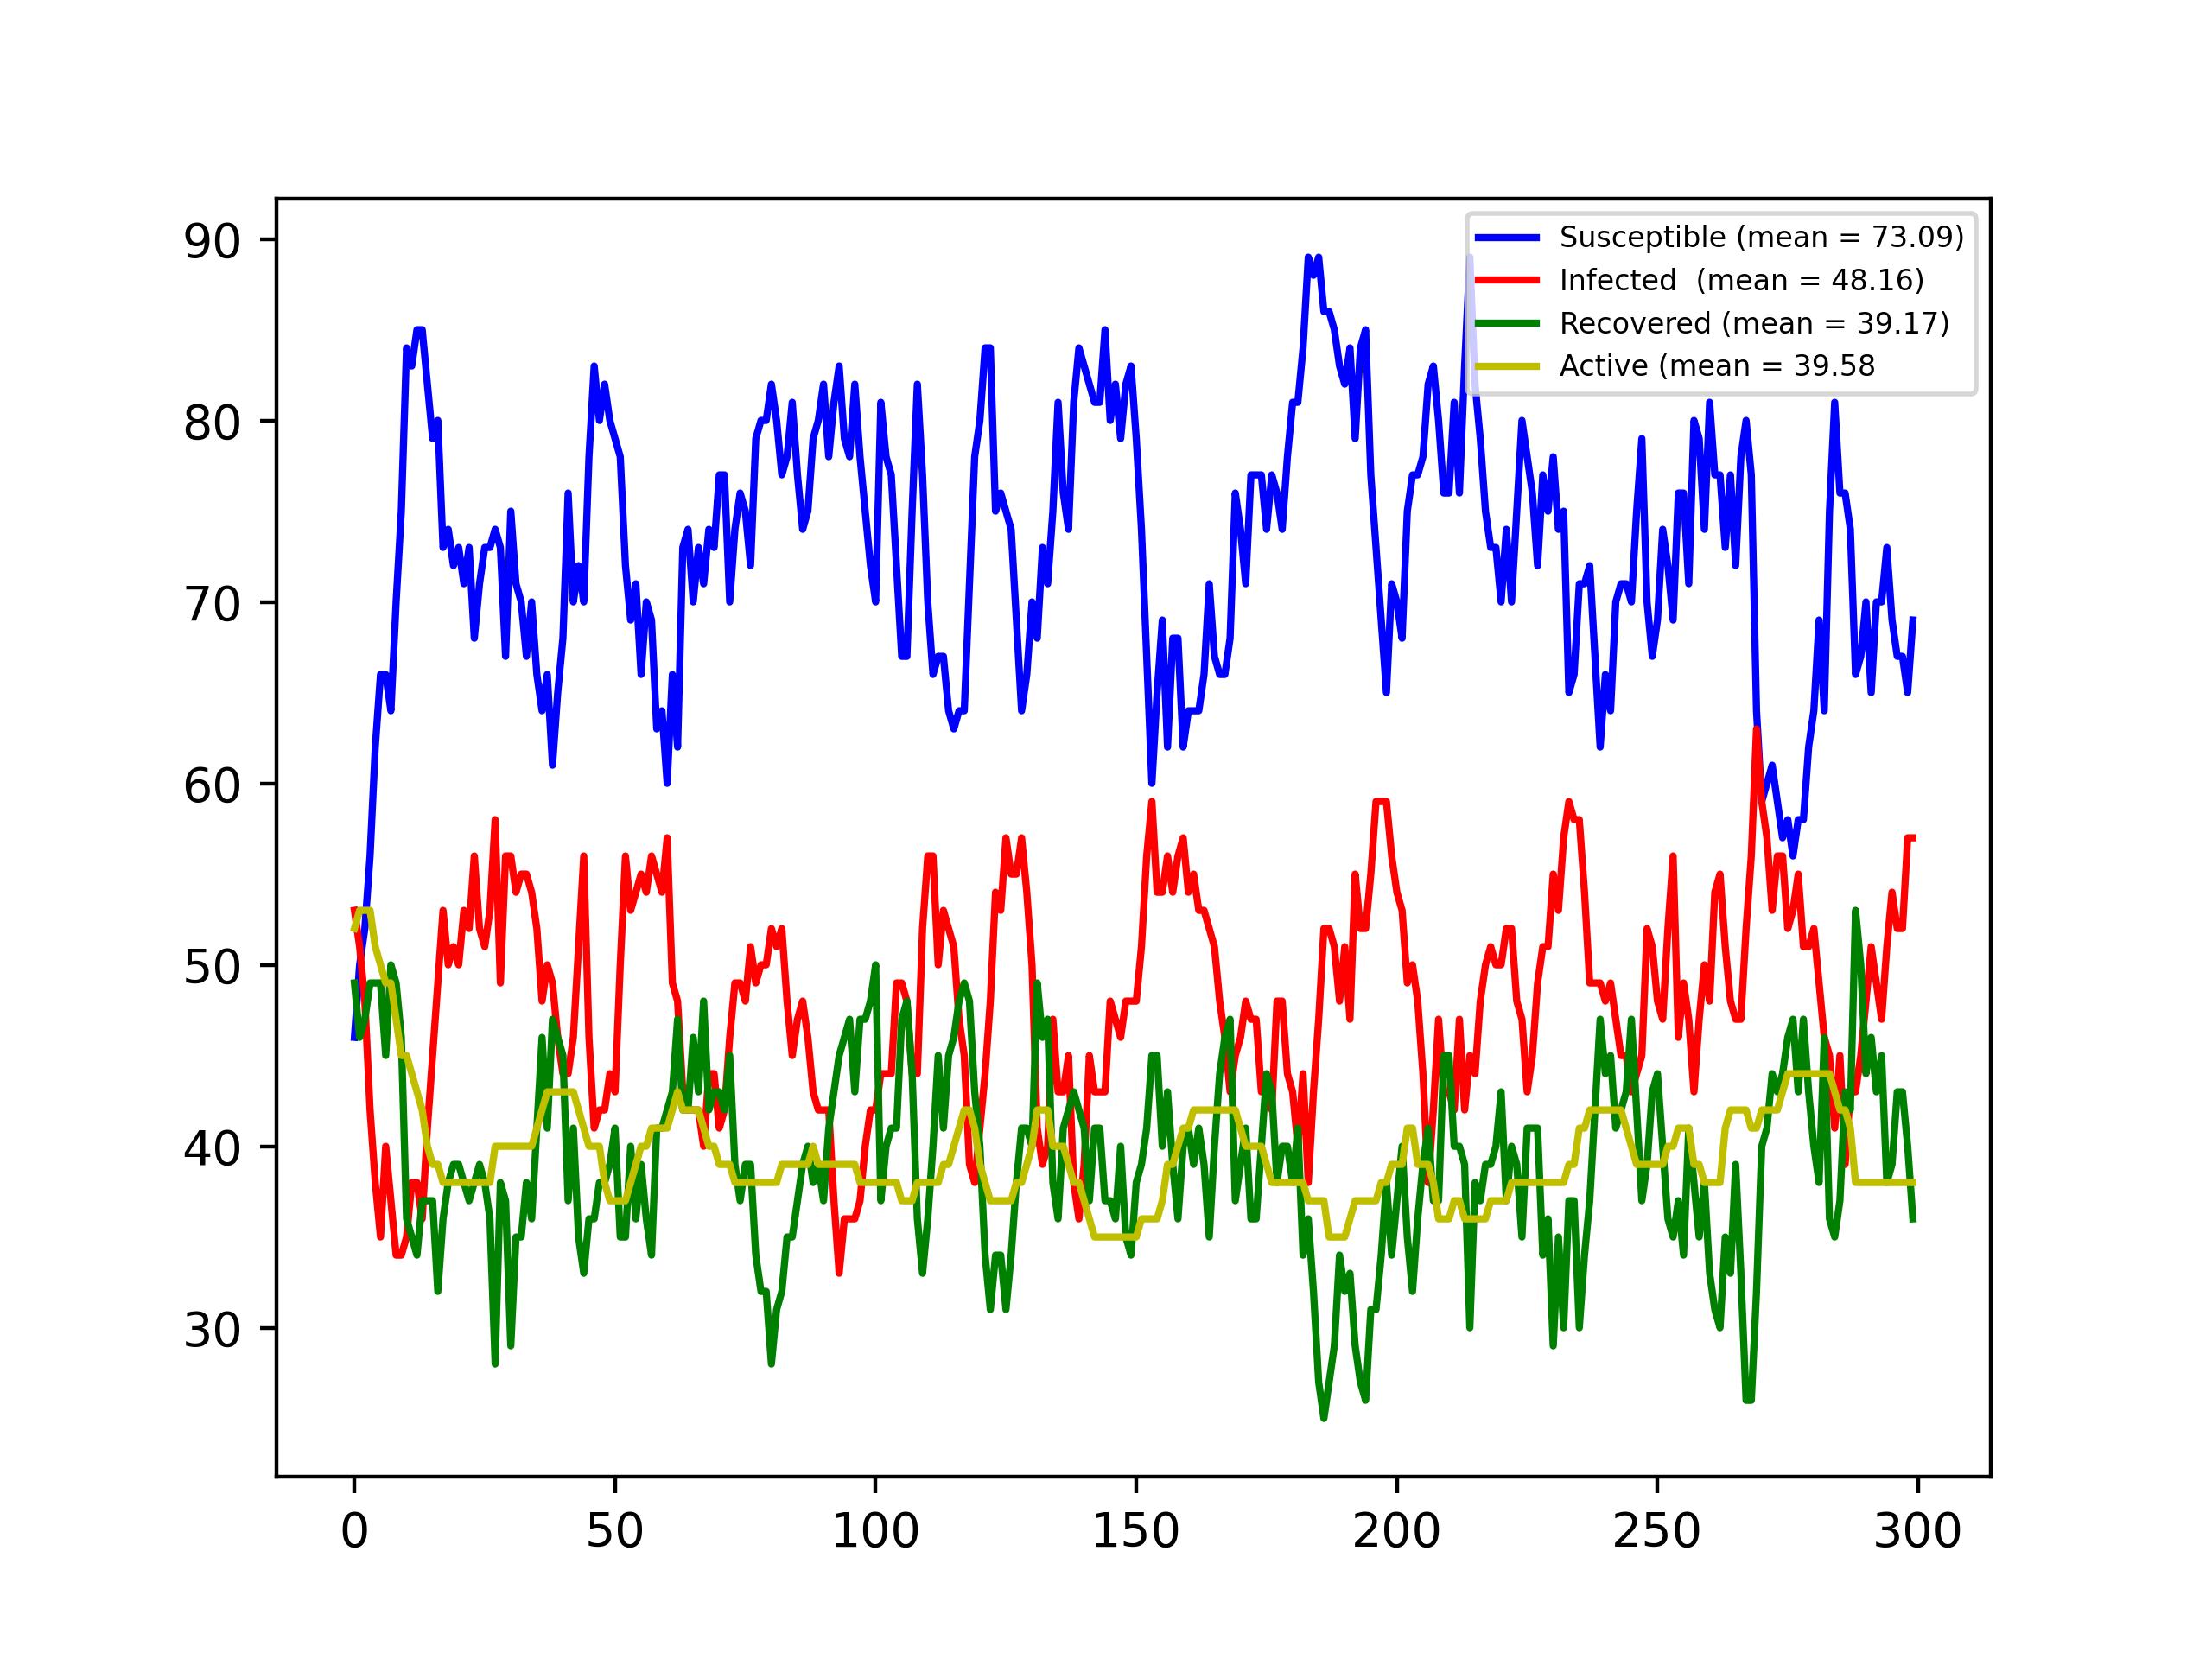 90
80
70
60
50
40
30
0 50 100 150 200 250 300
Susceptible (mean = 73.09)
Infected  (mean = 48.16)
Recovered (mean = 39.17)
Active (mean = 39.58